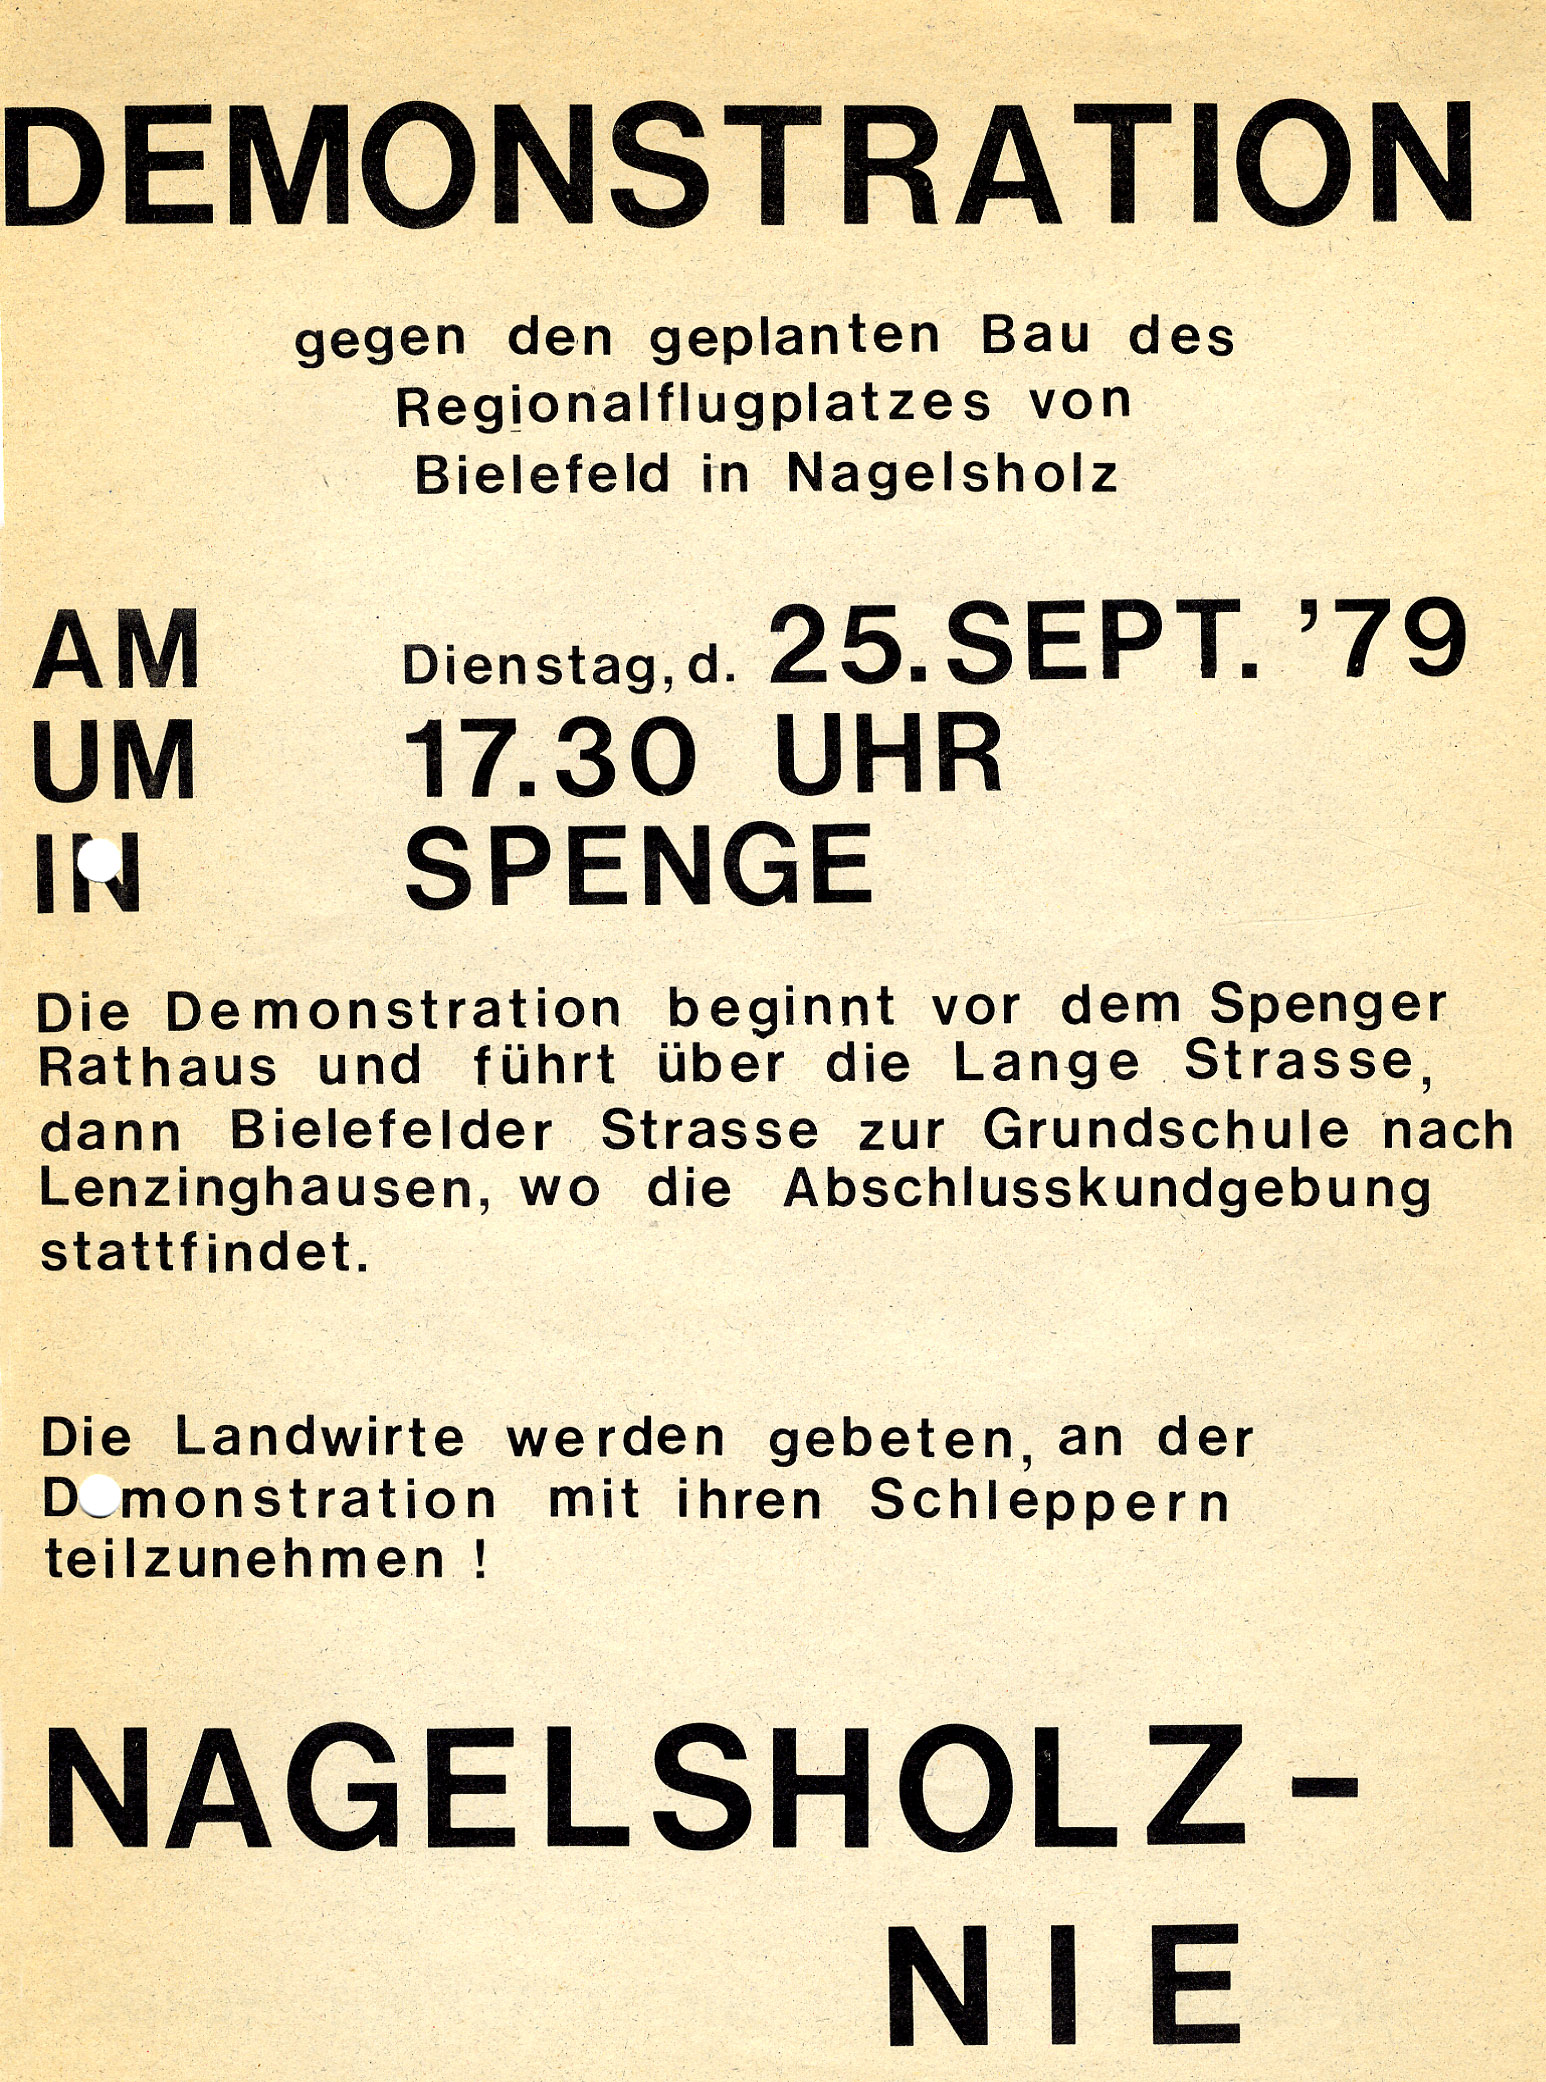 DEMONSTRATION
gegen den geplanten Bau des
Regionalflugplatzes von
Bielefeld in Nagelsholz
AM Dienstag, d. 25. SEPT. '79
UM 17.30 UHR
IN SPENGE
Die Demonstration beginnt vor dem Spenger
Rathaus und führt über die Lange Strasse,
dann Bielefelder Strasse zur Grundschule nach
Lenzinghausen, wo die Abschlusskundgebung
stattfindet.
Die Landwirte werden gebeten, an der
Demonstration mit ihren Schleppern
teilzunehmen !
NAGELSHOLZ-
NIE